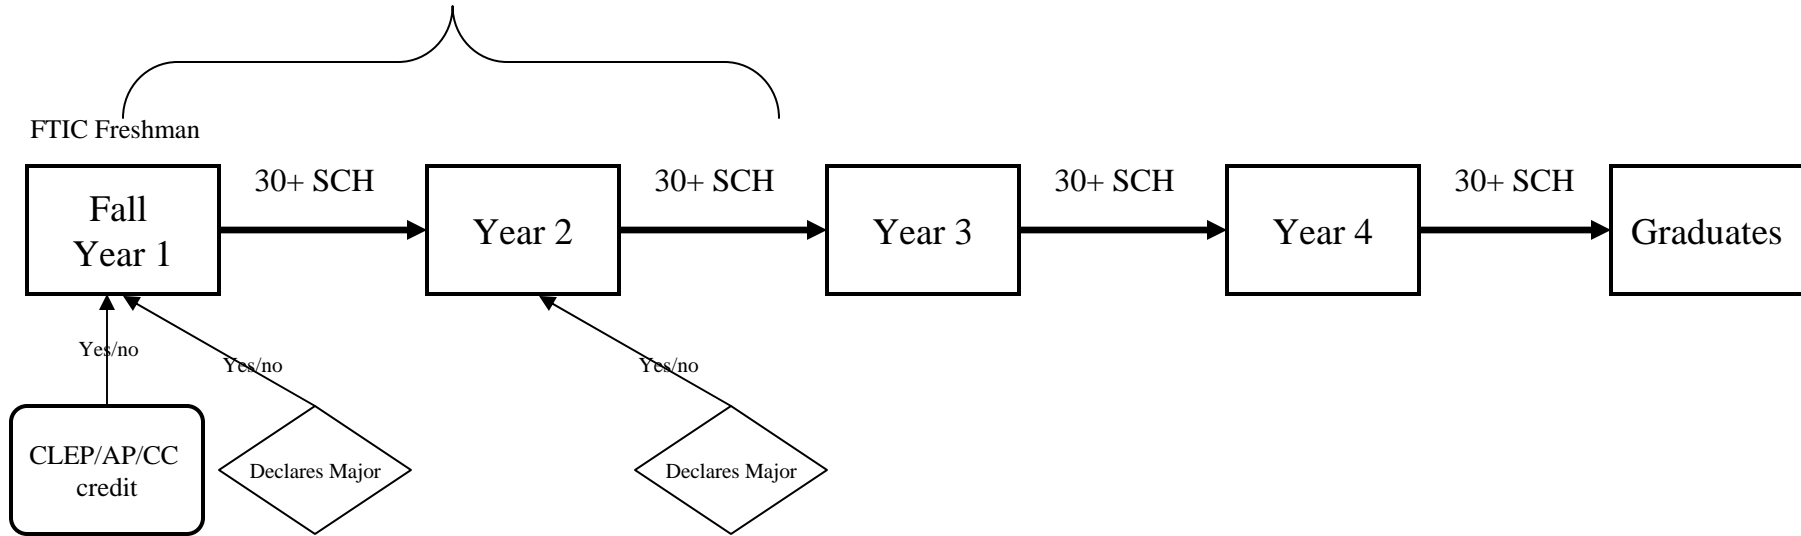 FTIC Freshman
30+ SCH
30+ SCH
30+ SCH
30+ SCH
Fall
Year 1
Year 2
Year 3
Year 4
Graduates
Yes/no
Yes/no
Yes/no
CLEP/AP/CC
credit
Declares Major
Declares Major